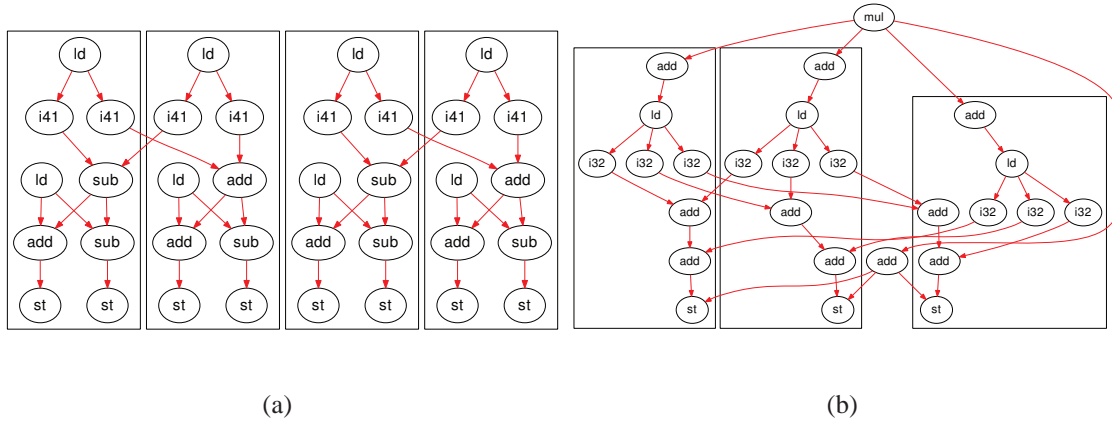 mul
ld ld ld ld
add add
i41 i41 i41 i41 i41 i41 i41 i41
ld ld add
i32 i32 i32 i32 i32 i32 ld
ld sub ld add ld sub ld add
add add add i32 i32 i32
add sub add sub add sub add sub
add add add add
st st st st st st st st
st st st
(a) (b)